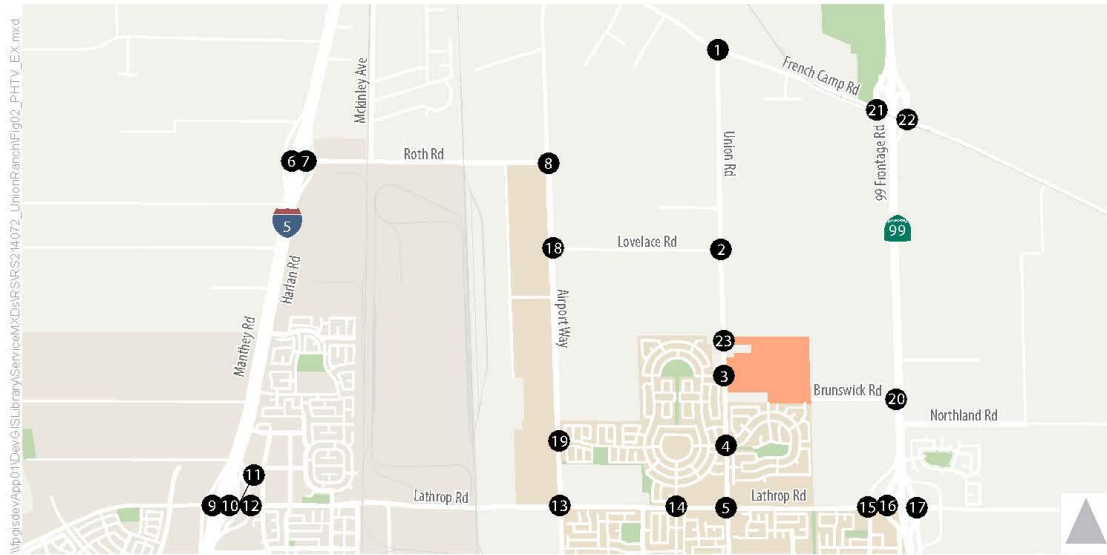 \\fpgisdevApp01\DevGISLibrary\ServiceMXDs\RS\RS214072_UnionRanch\Fig02_PHTV_EX.mxd
1
French Camp Rd
Mckinley Ave
21
22
Union Rd
99 Frontage Rd
6
7
Roth Rd
8
5
99
18
Lovelace Rd
2
Harlan Rd
Airport Way
Manthey Rd
23
3
Brunswick Rd
20
Northland Rd
19
4
11
9
10
12
Lathrop Rd
13
14
5
Lathrop Rd
15
16
17